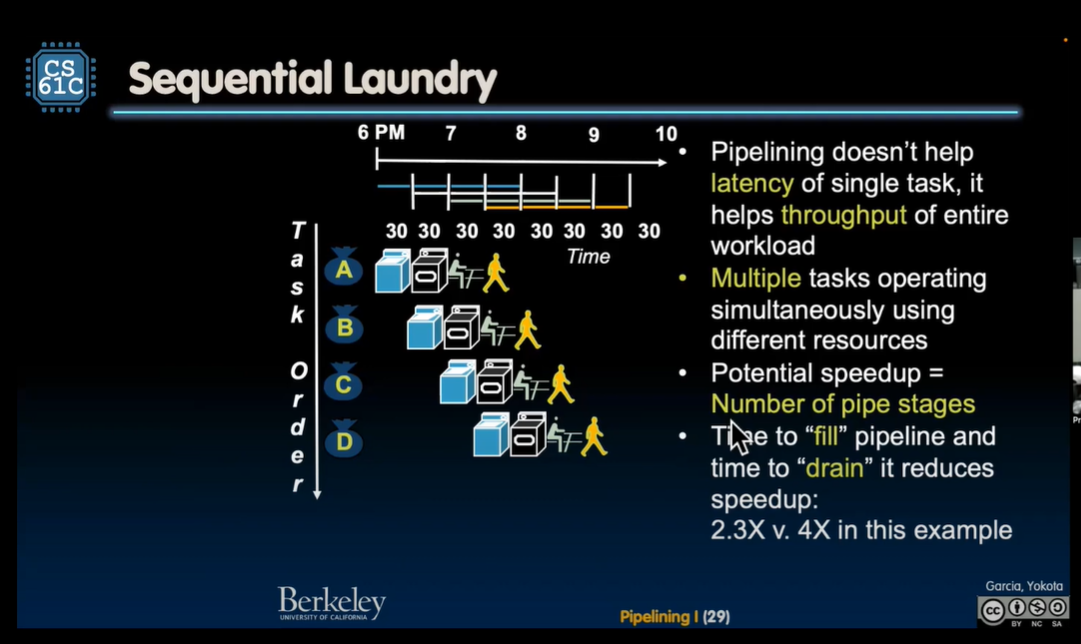 CS
61C
Sequential Laundry
6 PM 7 8 9 10
30 30 30 30 30 30 30 30
Time
Task Order
A
B
C
D
• Pipelining doesn't help
latency of single task, it
helps throughput of entire
workload
• Multiple tasks operating
simultaneously using
different resources
• Potential speedup =
Number of pipe stages
• Time to “fill” pipeline and
time to “drain” it reduces
speedup:
2.3X v. 4X in this example
Berkeley
UNIVERSITY OF CALIFORNIA
Pipelining I (29)
Garcia, Yokota
cc
BY NC SA